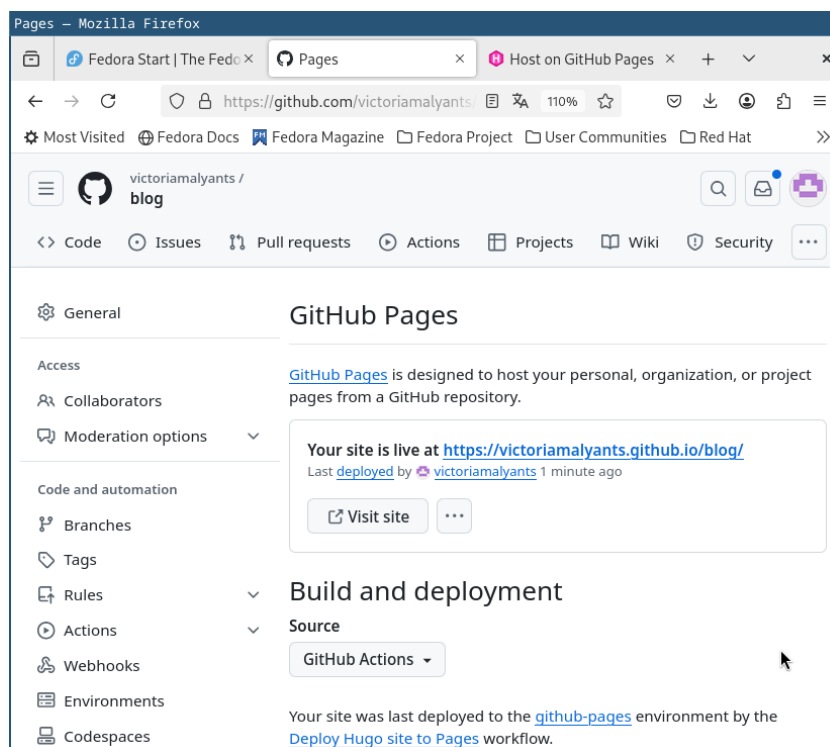 Pages — Mozilla Firefox
Fedora Start | The Fedo
Pages
Host on GitHub Pages
https://github.com/victoriamalyants/
110%
Most Visited
Fedora Docs
Fedora Magazine
Fedora Project
User Communities
Red Hat
victoriamalyants /
blog
Code
Issues
Pull requests
Actions
Projects
Wiki
Security
General
Access
Collaborators
Moderation options
Code and automation
Branches
Tags
Rules
Actions
Webhooks
Environments
Codespaces
GitHub Pages
GitHub Pages is designed to host your personal, organization, or project
pages from a GitHub repository.
Your site is live at https://victoriamalyants.github.io/blog/
Last deployed by victoriamalyants 1 minute ago
Visit site
Build and deployment
Source
GitHub Actions
Your site was last deployed to the github-pages environment by the
Deploy Hugo site to Pages workflow.